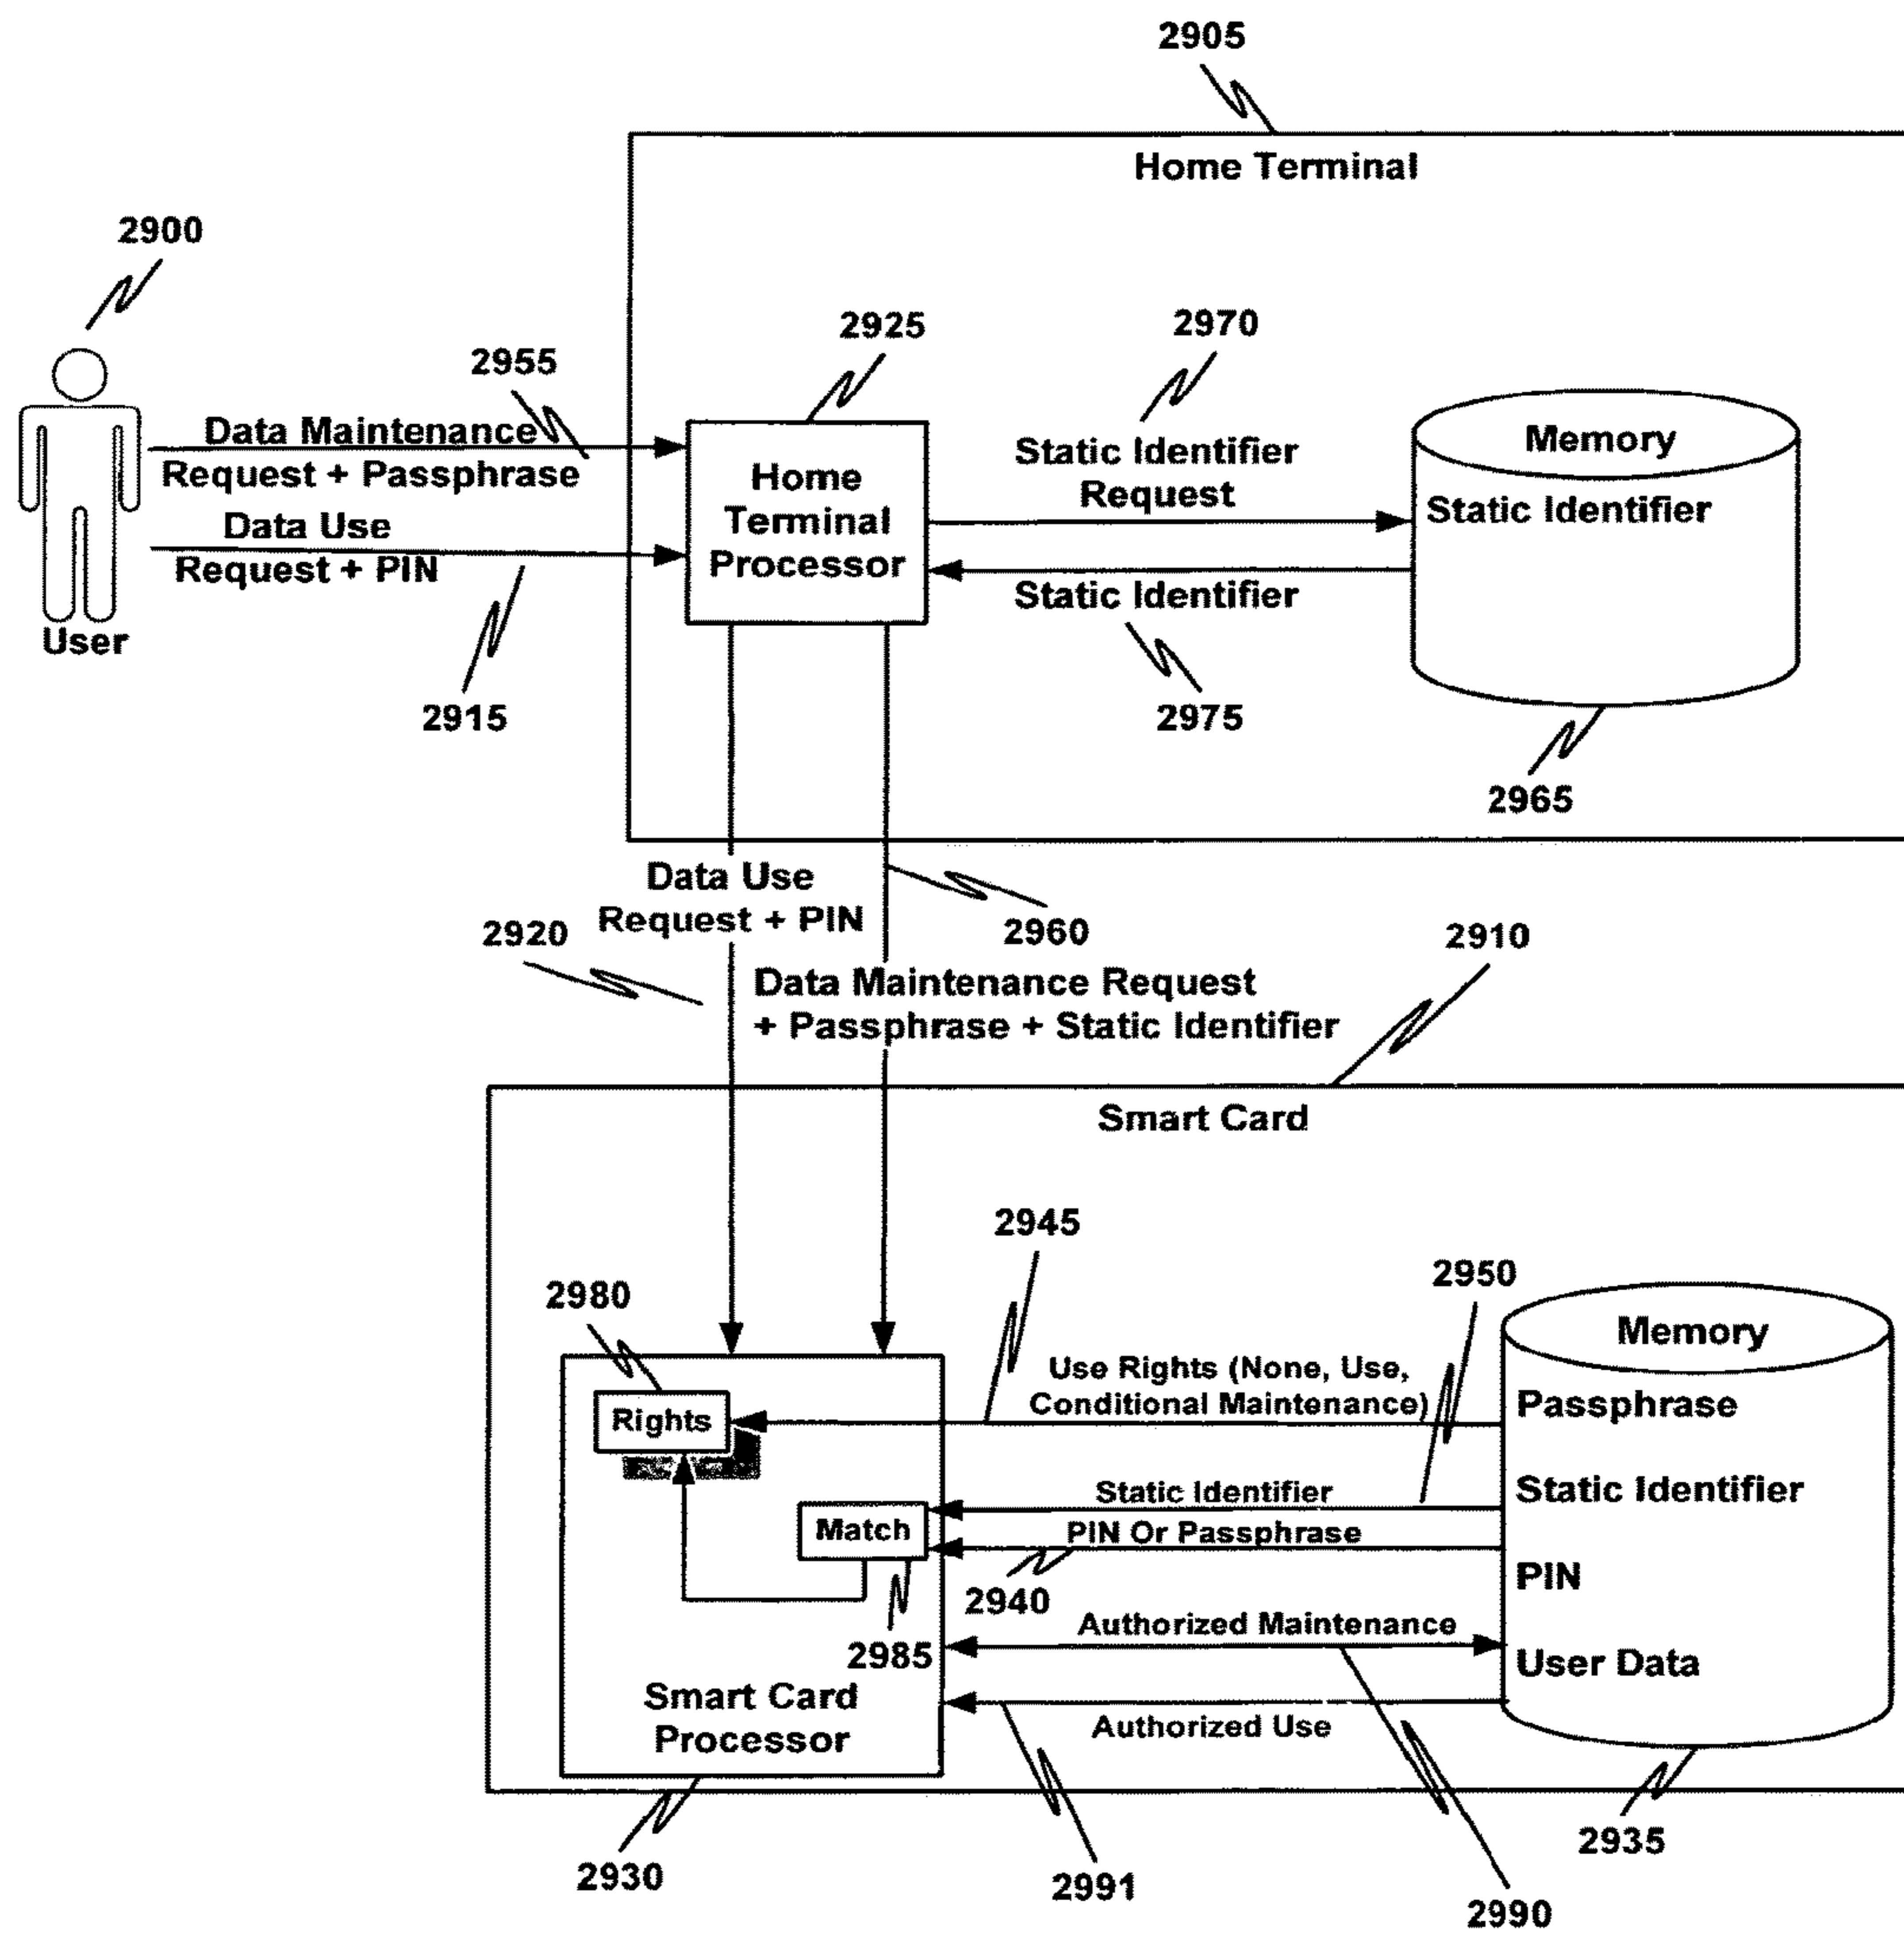 2905
Home Terminal
2900
2925
2970
2955
Data Maintenance
Request + Passphrase
Data Use
Request + PIN
User
2915
Home
Terminal
Processor
Static Identifier
Request
Static Identifier
2975
Memory
Static Identifier
2965
Data Use
Request + PIN
2920
2960
2910
Data Maintenance Request
+ Passphrase + Static Identifier
Smart Card
2945
2950
2980
Rights
Use Rights (None, Use,
Conditional Maintenance)
Static Identifier
Match
PIN Or Passphrase
2940
2985
Authorized Maintenance
Smart Card
Processor
Authorized Use
Memory
Passphrase
Static Identifier
PIN
User Data
2935
2930
2991
2990